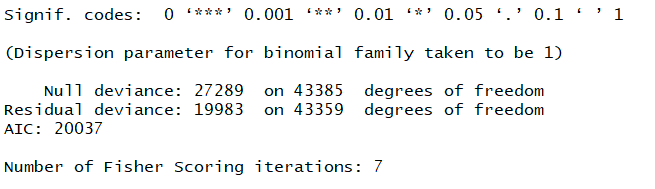 Signif. codes:  0 ‘***’ 0.001 ‘**’ 0.01 ‘*’ 0.05 ‘.’ 0.1 ‘ ’ 1
(Dispersion parameter for binomial family taken to be 1)
    Null deviance: 27289  on 43385  degrees of freedom
Residual deviance: 19983  on 43359  degrees of freedom
AIC: 20037
Number of Fisher Scoring iterations: 7